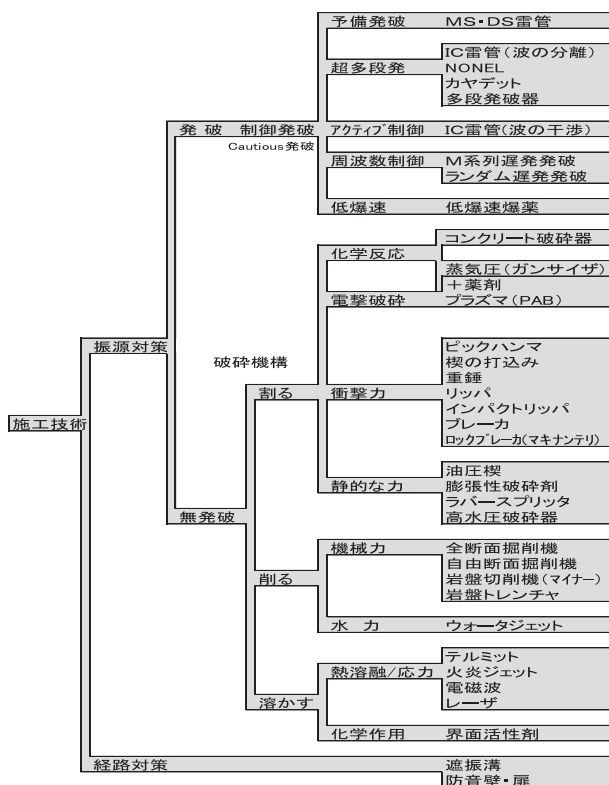 予備発破 MS・DS雷管
超多段発
IC雷管(波の分離)
NONEL
カヤデット
多段発破器
発破 制御発破
Cautious発破
アクティブ制御 IC雷管(波の干渉)
周波数制御
M系列遅発発破
ランダム遅発発破
低爆速 低爆速爆薬
化学反応
コンクリート破砕器
蒸気圧(ガンサイザ)
+薬剤
電撃破砕 プラズマ(PAB)
振源対策
破砕機構
割る
衝撃力
ピックハンマ
楔の打込み
重錘
リッパ
インパクトリッパ
ブレーカ
ロックブレーカ(マキナンテリ)
施工技術
静的な力
油圧楔
膨張性破砕剤
ラバースプリッタ
高水圧破砕器
無発破
削る
機械力
全断面掘削機
自由断面掘削機
岩盤切削機(マイナー)
岩盤トレンチャ
水力 ウォータジェット
溶かす
熱溶融/応力
テルミット
火炎ジェット
電磁波
レーザ
化学作用 界面活性剤
経路対策
遮振溝
防音壁・扉